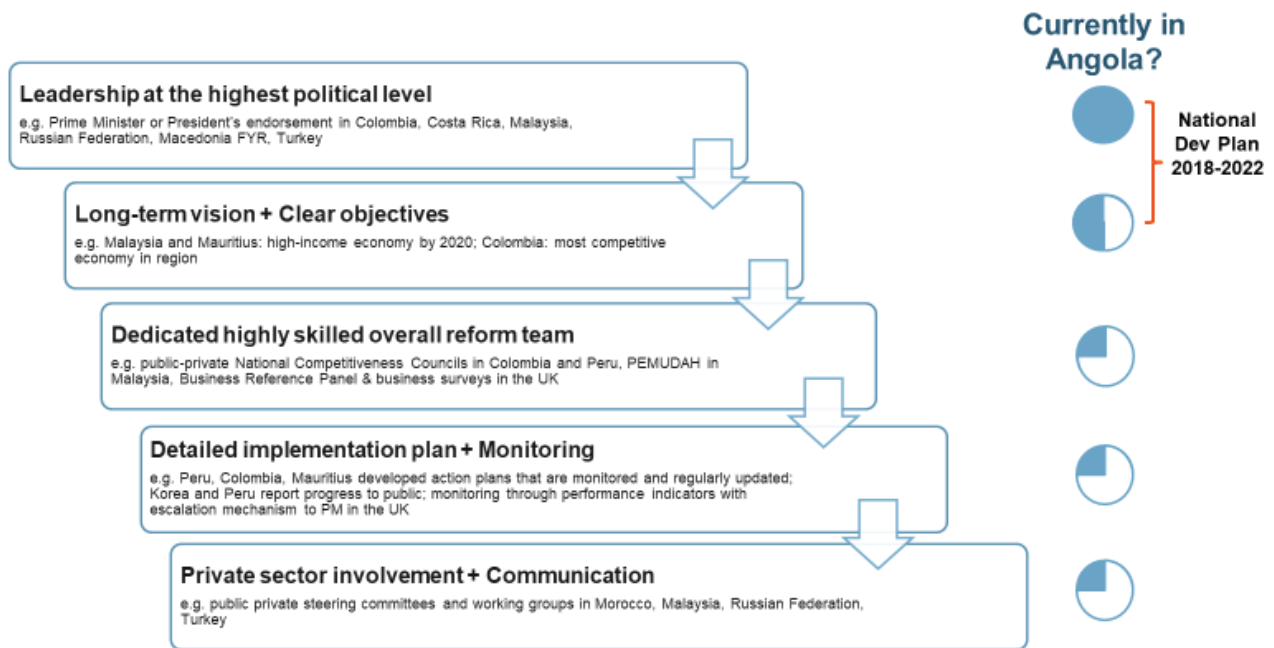 Currently in
Angola?
Leadership at the highest political level
e.g. Prime Minister or President's endorsement in Colombia, Costa Rica, Malaysia,
Russian Federation, Macedonia FYR, Turkey
National
Dev Plan
2018-2022
Long-term vision + Clear objectives
e.g. Malaysia and Mauritius: high-income economy by 2020; Colombia: most competitive
economy in region
Dedicated highly skilled overall reform team
e.g. public-private National Competitiveness Councils in Colombia and Peru, PEMUDAH in
Malaysia, Business Reference Panel & business surveys in the UK
Detailed implementation plan + Monitoring
e.g. Peru, Colombia, Mauritius developed action plans that are monitored and regularly updated;
Korea and Peru report progress to public; monitoring through performance indicators with
escalation mechanism to PM in the UK
Private sector involvement + Communication
e.g. public private steering committees and working groups in Morocco, Malaysia, Russian Federation,
Turkey